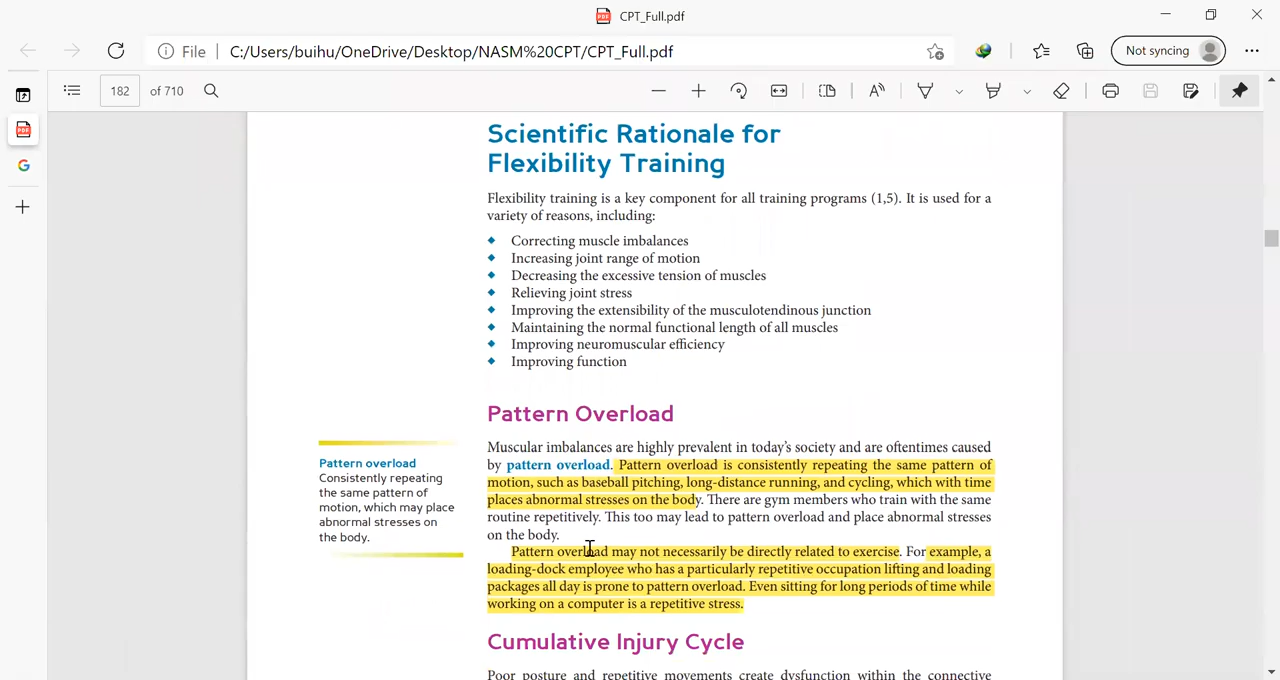 CPT_Full.pdf
File
C:/Users/buihu/OneDrive/Desktop/NASM%20CPT/CPT_Full.pdf
Not syncing
182 of 710
Scientific Rationale for
Flexibility Training
Flexibility training is a key component for all training programs (1,5). It is used for a
variety of reasons, including:
Correcting muscle imbalances
Increasing joint range of motion
Decreasing the excessive tension of muscles
Relieving joint stress
Improving the extensibility of the musculotendinous junction
Maintaining the normal functional length of all muscles
Improving neuromuscular efficiency
Improving function
Pattern Overload
Muscular imbalances are highly prevalent in today's society and are oftentimes caused
by pattern overload. Pattern overload is consistently repeating the same pattern of
motion, such as baseball pitching, long-distance running, and cycling, which with time
places abnormal stresses on the body. There are gym members who train with the same
routine repetitively. This too may lead to pattern overload and place abnormal stresses
on the body.
Pattern overload may not necessarily be directly related to exercise. For example, a
loading-dock employee who has a particularly repetitive occupation lifting and loading
packages all day is prone to pattern overload. Even sitting for long periods of time while
working on a computer is a repetitive stress.
Pattern overload
Consistently repeating
the same pattern of
motion, which may place
abnormal stresses on
the body.
Cumulative Injury Cycle
Poor posture and repetitive movements create dysfunction within the connective